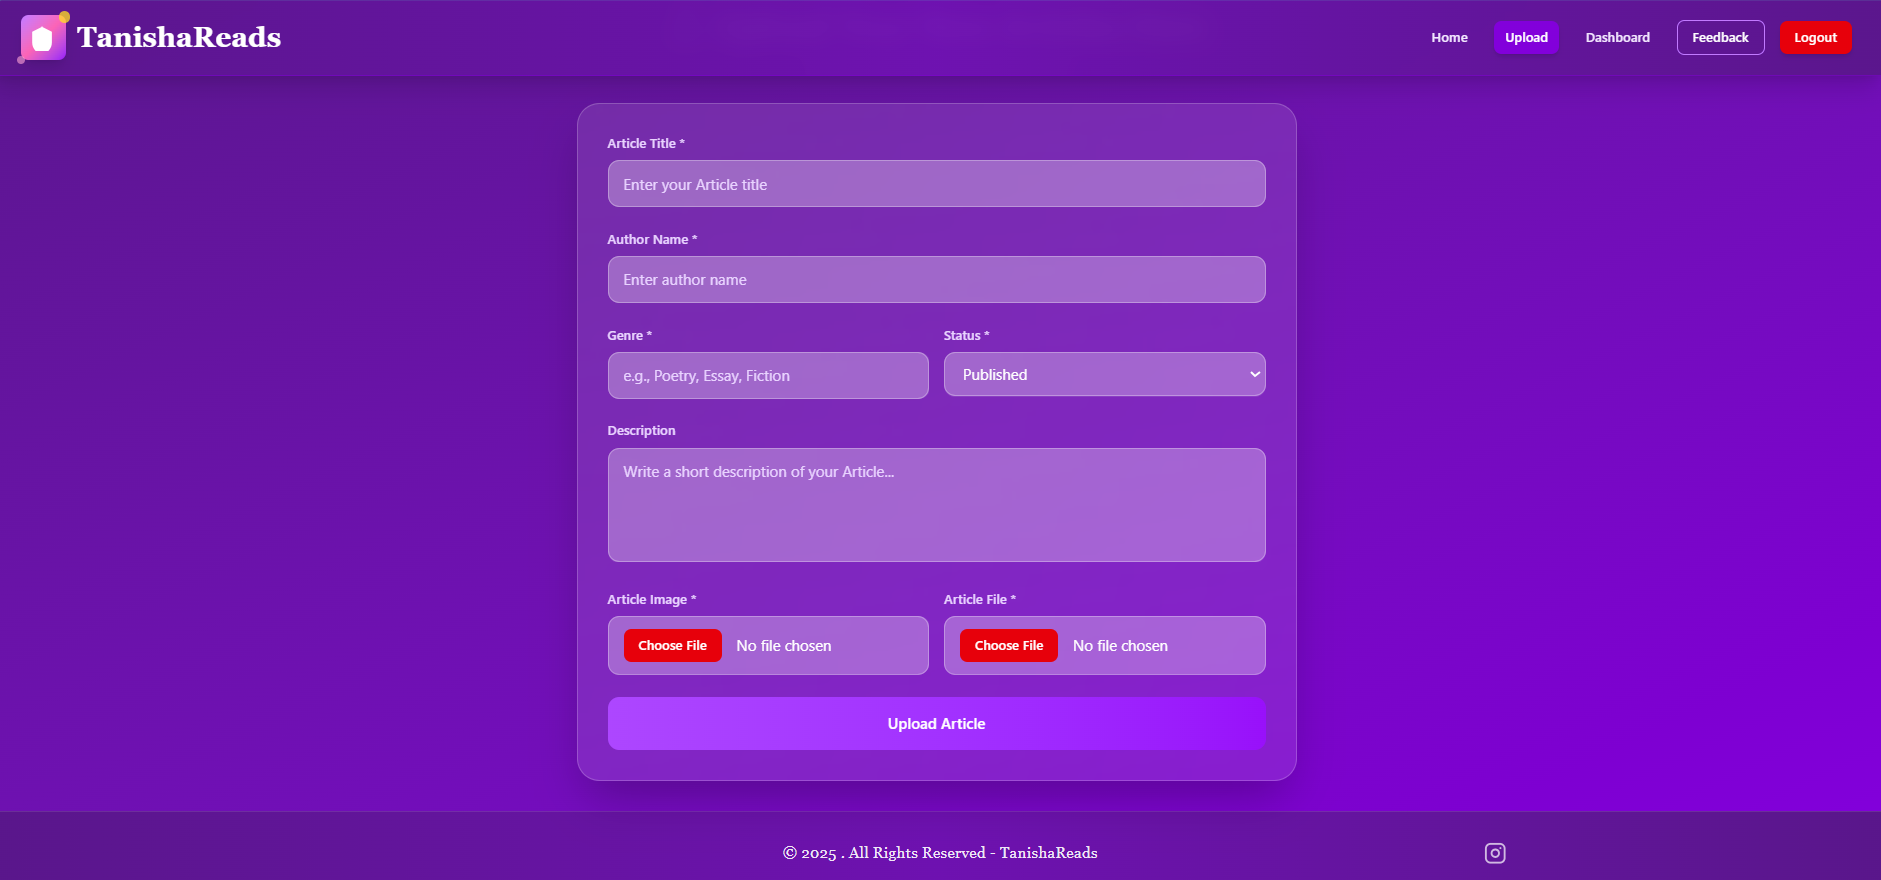 TanishaReads
Home Upload Dashboard Feedback Logout
Article Title *
Enter your Article title
Author Name *
Enter author name
Genre * Status *
e.g., Poetry, Essay, Fiction Published
Description
Write a short description of your Article...
Article Image * Article File *
Choose File No file chosen Choose File No file chosen
Upload Article
© 2025 . All Rights Reserved - TanishaReads